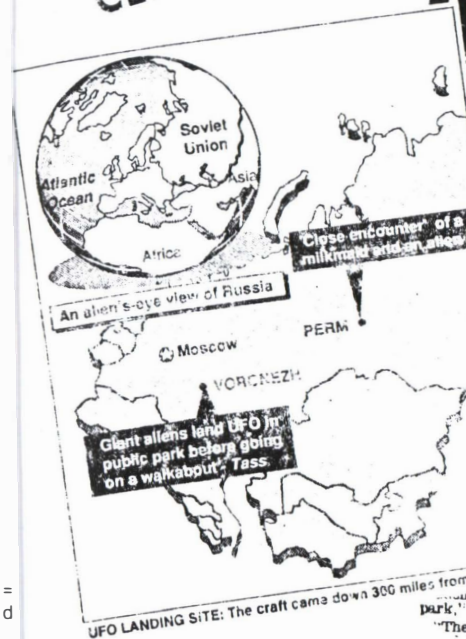 Soviet
Union
Atlantic
Ocean
Asia
Africa
An alien's-eye view of Russia
Close encounter of a
milkmaid and an alien
PERM
Moscow
VORONEZH
Giant aliens land UFO in
public park before going
on a walkabout Tass
UFO LANDING SITE: The craft came down 300 miles from
park,"
"The
=
d